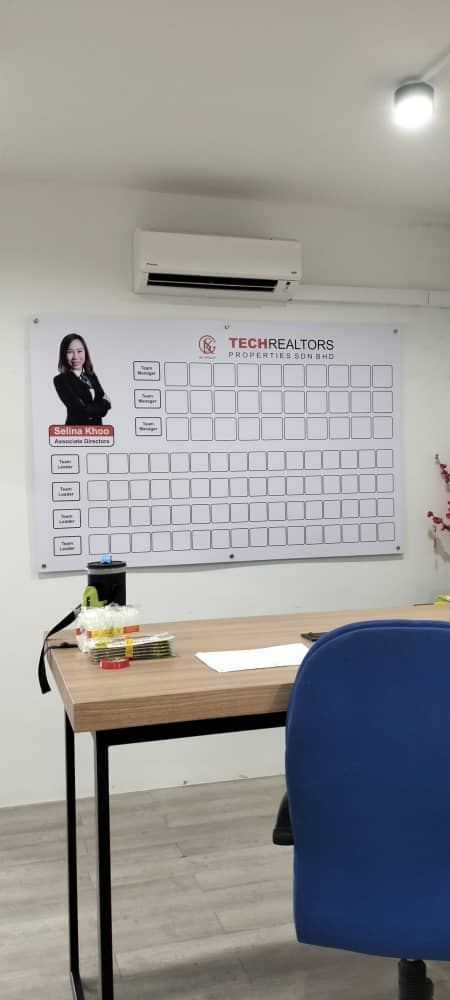 TECHREALTORS
PROPERTIES SDN BHD
Selina Khoo
Associate Directors
Team
Manager
Team
Manager
Team
Manager
Team
Leader
Team
Leader
Team
Leader
Team
Leader